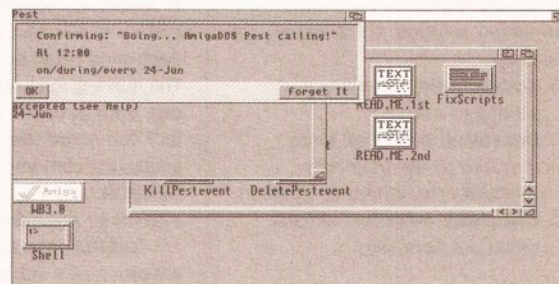 Pest
Confirming: "Boing... AmigaDOS Pest calling!"
At 12:00
on/during/every 24-Jun
OK
Forget It
accepted (see Help)
24-Jun
TEXT
READ.ME.1st
FixScripts
TEXT
READ.ME.2nd
KillPestevent
DeletePestevent
Amiga
WB3.0
1>
Shell